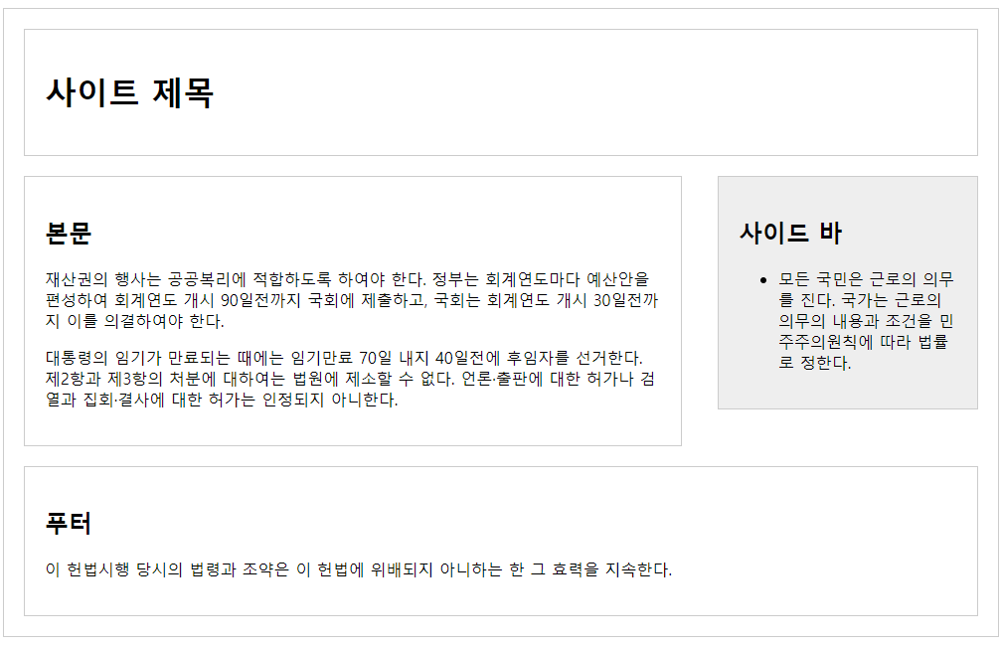 사이트 제목
본문
재산권의 행사는 공공복리에 적합하도록 하여야 한다. 정부는 회계연도마다 예산안을
편성하여 회계연도 개시 90일전까지 국회에 제출하고, 국회는 회계연도 개시 30일전까
지 이를 의결하여야 한다.
대통령의 임기가 만료되는 때에는 임기만료 70일 내지 40일전에 후임자를 선거한다.
제2항과 제3항의 처분에 대하여는 법원에 제소할 수 없다. 언론·출판에 대한 허가나 검
열과 집회·결사에 대한 허가는 인정되지 아니한다.
사이드 바
모든 국민은 근로의 의무
를 진다. 국가는 근로의
의무의 내용과 조건을 민
주주의원칙에 따라 법률
로 정한다.
푸터
이 헌법시행 당시의 법령과 조약은 이 헌법에 위배되지 아니하는 한 그 효력을 지속한다.